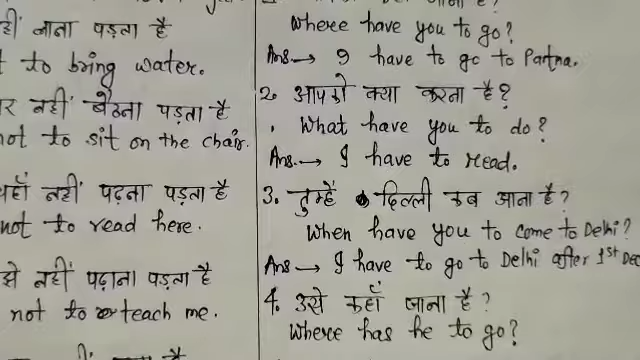 नाना पड़ता है
to bring water.
नहीं बैठना पड़ता है
not to sit on the chair.
यहाँ नहीं पढ़ना पड़ता है
not to read here.
नहीं पढ़ाना पड़ता है
not to teach me.
पड़ता है
Where have you to go?
Ans.→ I have to go to Partna.
2. आपको क्या करना है?
. What have you to do?
Ans.→ I have to read.
3. तुम्हें दिल्ली कब आना है?
When have you to come to Delhi?
Ans → I have to go to Delhi after 1st DEC
4. उसे कहाँ जाना है?
Where has he to go?